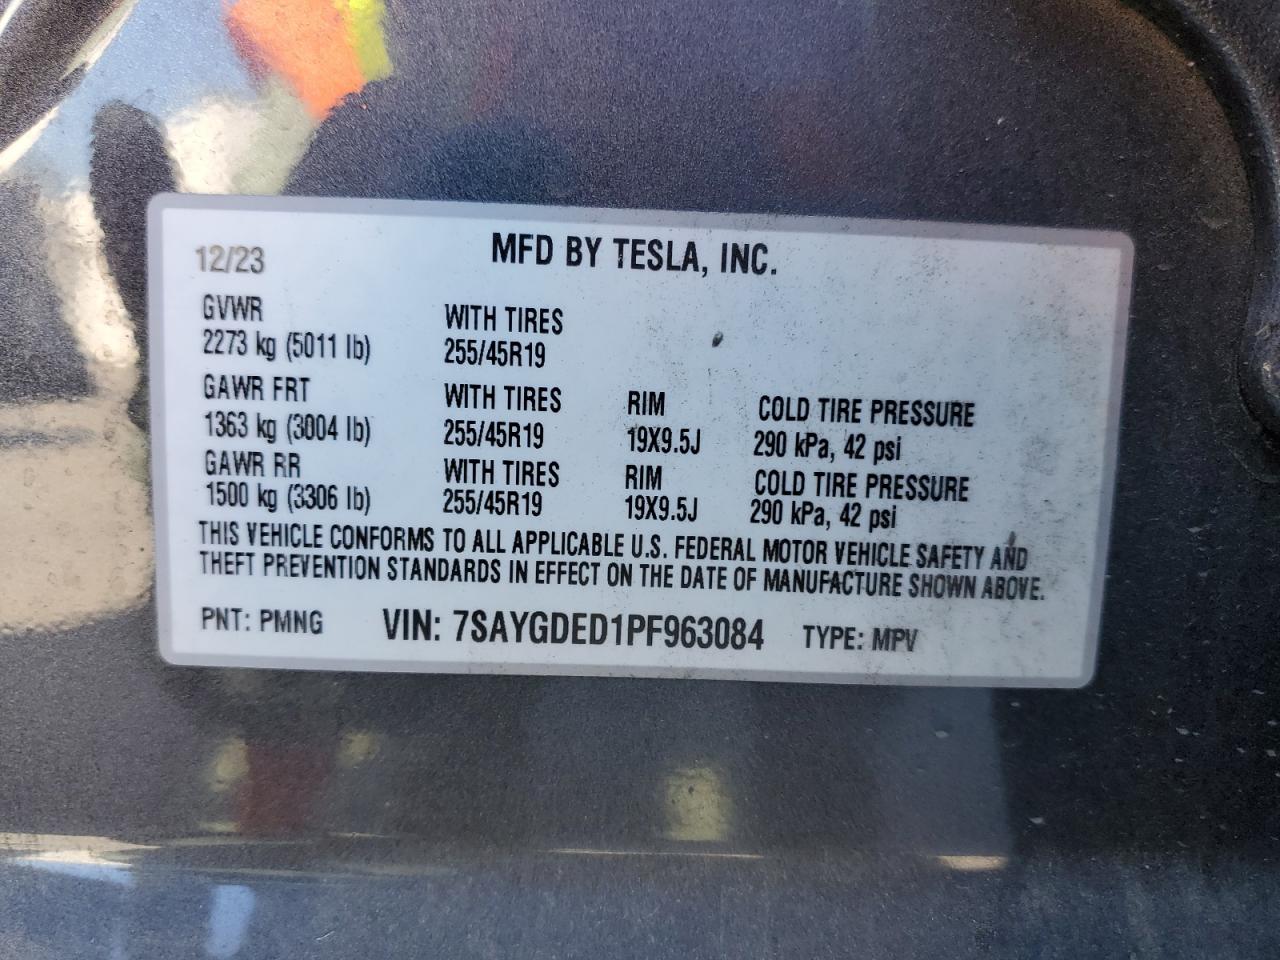 12/23 MFD BY TESLA, INC.
GVWR WITH TIRES
2273 kg (5011 lb) 255/45R19
GAWR FRT WITH TIRES RIM COLD TIRE PRESSURE
1363 kg (3004 lb) 255/45R19 19X9.5J 290 kPa, 42 psi
GAWR RR WITH TIRES RIM COLD TIRE PRESSURE
1500 kg (3306 lb) 255/45R19 19X9.5J 290 kPa, 42 psi
THIS VEHICLE CONFORMS TO ALL APPLICABLE U.S. FEDERAL MOTOR VEHICLE SAFETY AND
THEFT PREVENTION STANDARDS IN EFFECT ON THE DATE OF MANUFACTURE SHOWN ABOVE.
PNT: PMNG VIN: 7SAYGDED1PF963084 TYPE: MPV